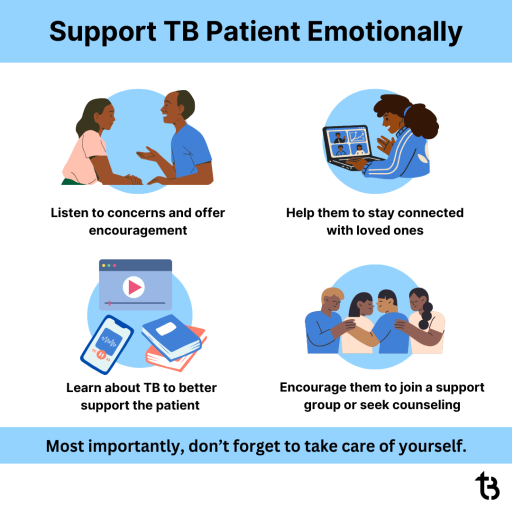 Support TB Patient Emotionally
Listen to concerns and offer
encouragement
Help them to stay connected
with loved ones
Learn about TB to better
support the patient
Encourage them to join a support
group or seek counseling
Most importantly, don’t forget to take care of yourself.
tB